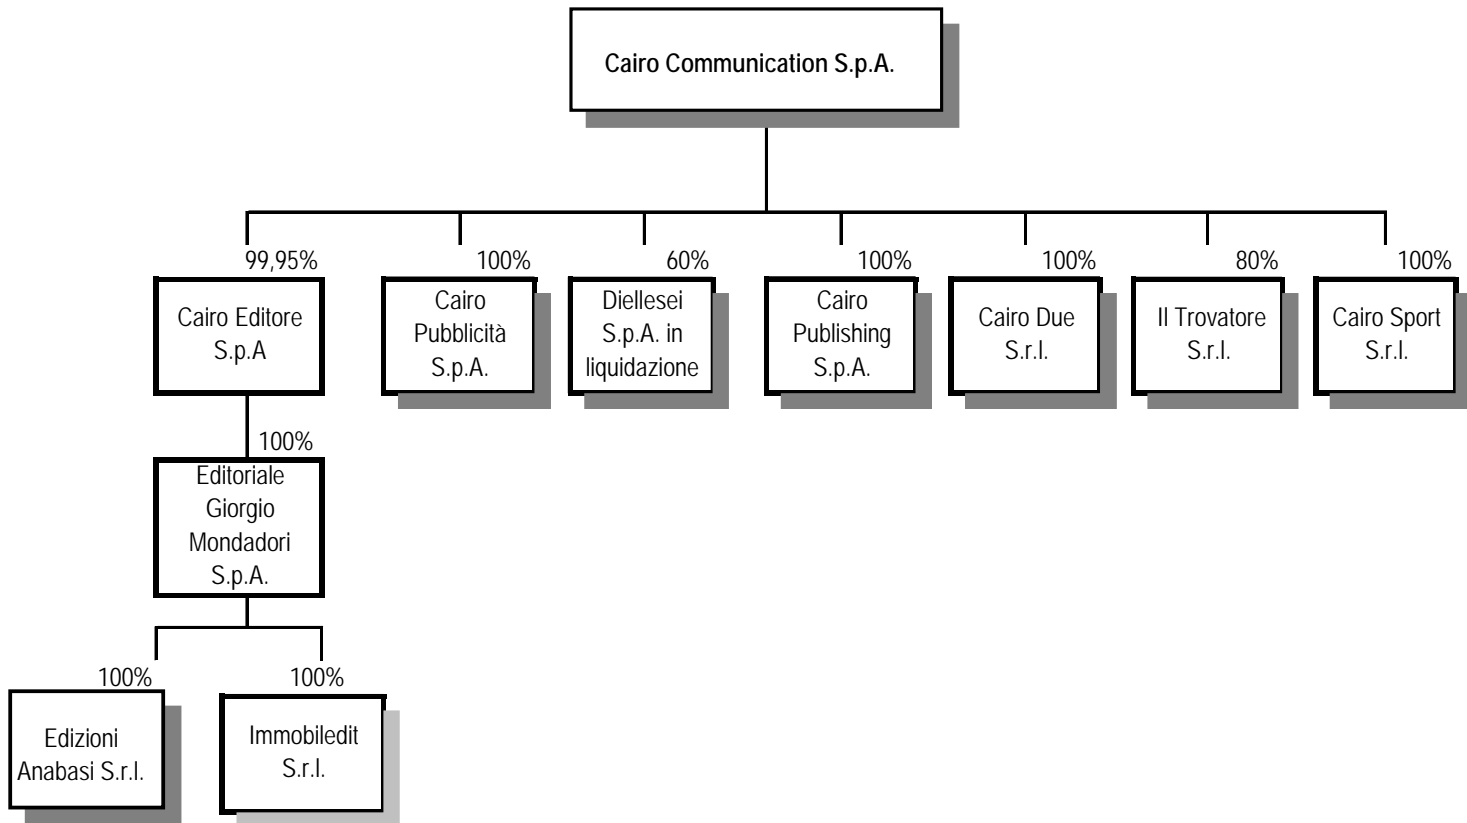 Cairo Communication S.p.A.
99,95%
100%
60%
100%
100%
80%
100%
Cairo Editore
S.p.A
Cairo
Pubblicità
S.p.A.
Diellesei
S.p.A. in
liquidazione
Cairo
Publishing
S.p.A.
Cairo Due
S.r.l.
Il Trovatore
S.r.l.
Cairo Sport
S.r.l.
100%
Editoriale
Giorgio
Mondadori
S.p.A.
100%
100%
Edizioni
Anabasi S.r.l.
Immobiledit
S.r.l.